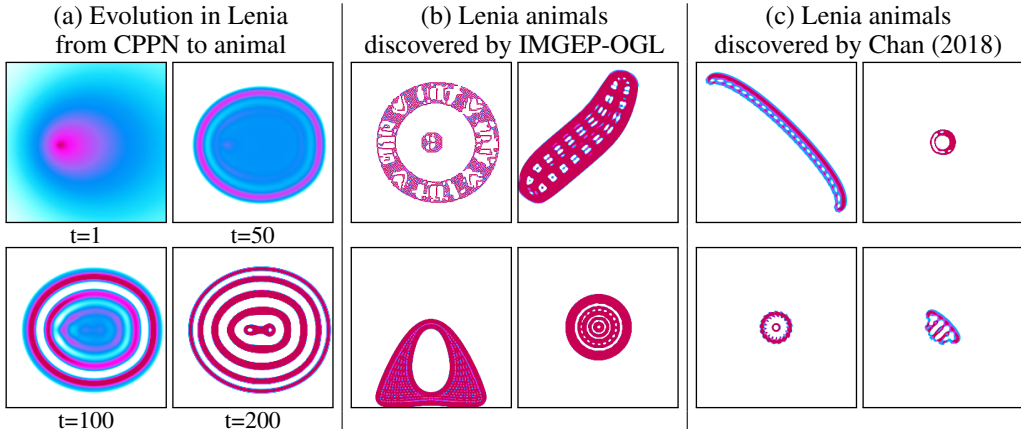 (a) Evolution in Lenia
from CPPN to animal
t=1
t=50
t=100
t=200
(b) Lenia animals
discovered by IMGEP-OGL
(c) Lenia animals
discovered by Chan (2018)